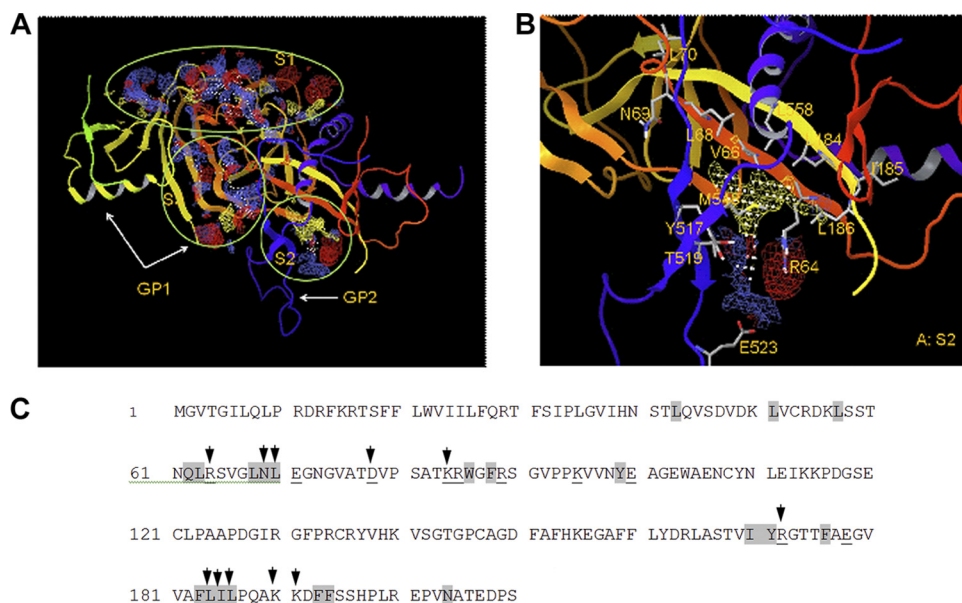 A
S1
S2
GP1
GP2
B
L70
N69
L68
V66
I185
L186
Y517
T519
R64
E523
A: S2
C
1 MGVTGILQLP RDRFKRTSFF LWVIILFQRT FSIPLGVIHN STLQVSDVDK LVCRDKLSST
61 NQLRSVGLNL EGNGVATDVP SATKRWGFRS GVPPKVVNYE AGEWAENCYN LEIKKPDGSE
121 CLPAAPDGIR GFPRCRYVHK VSGTGPCAGD FAFHKEGAFF LYDRLASTVI YRGTTFAEGV
181 VAFLILPQAK KDFFSSHPLR EPVNATEDPS